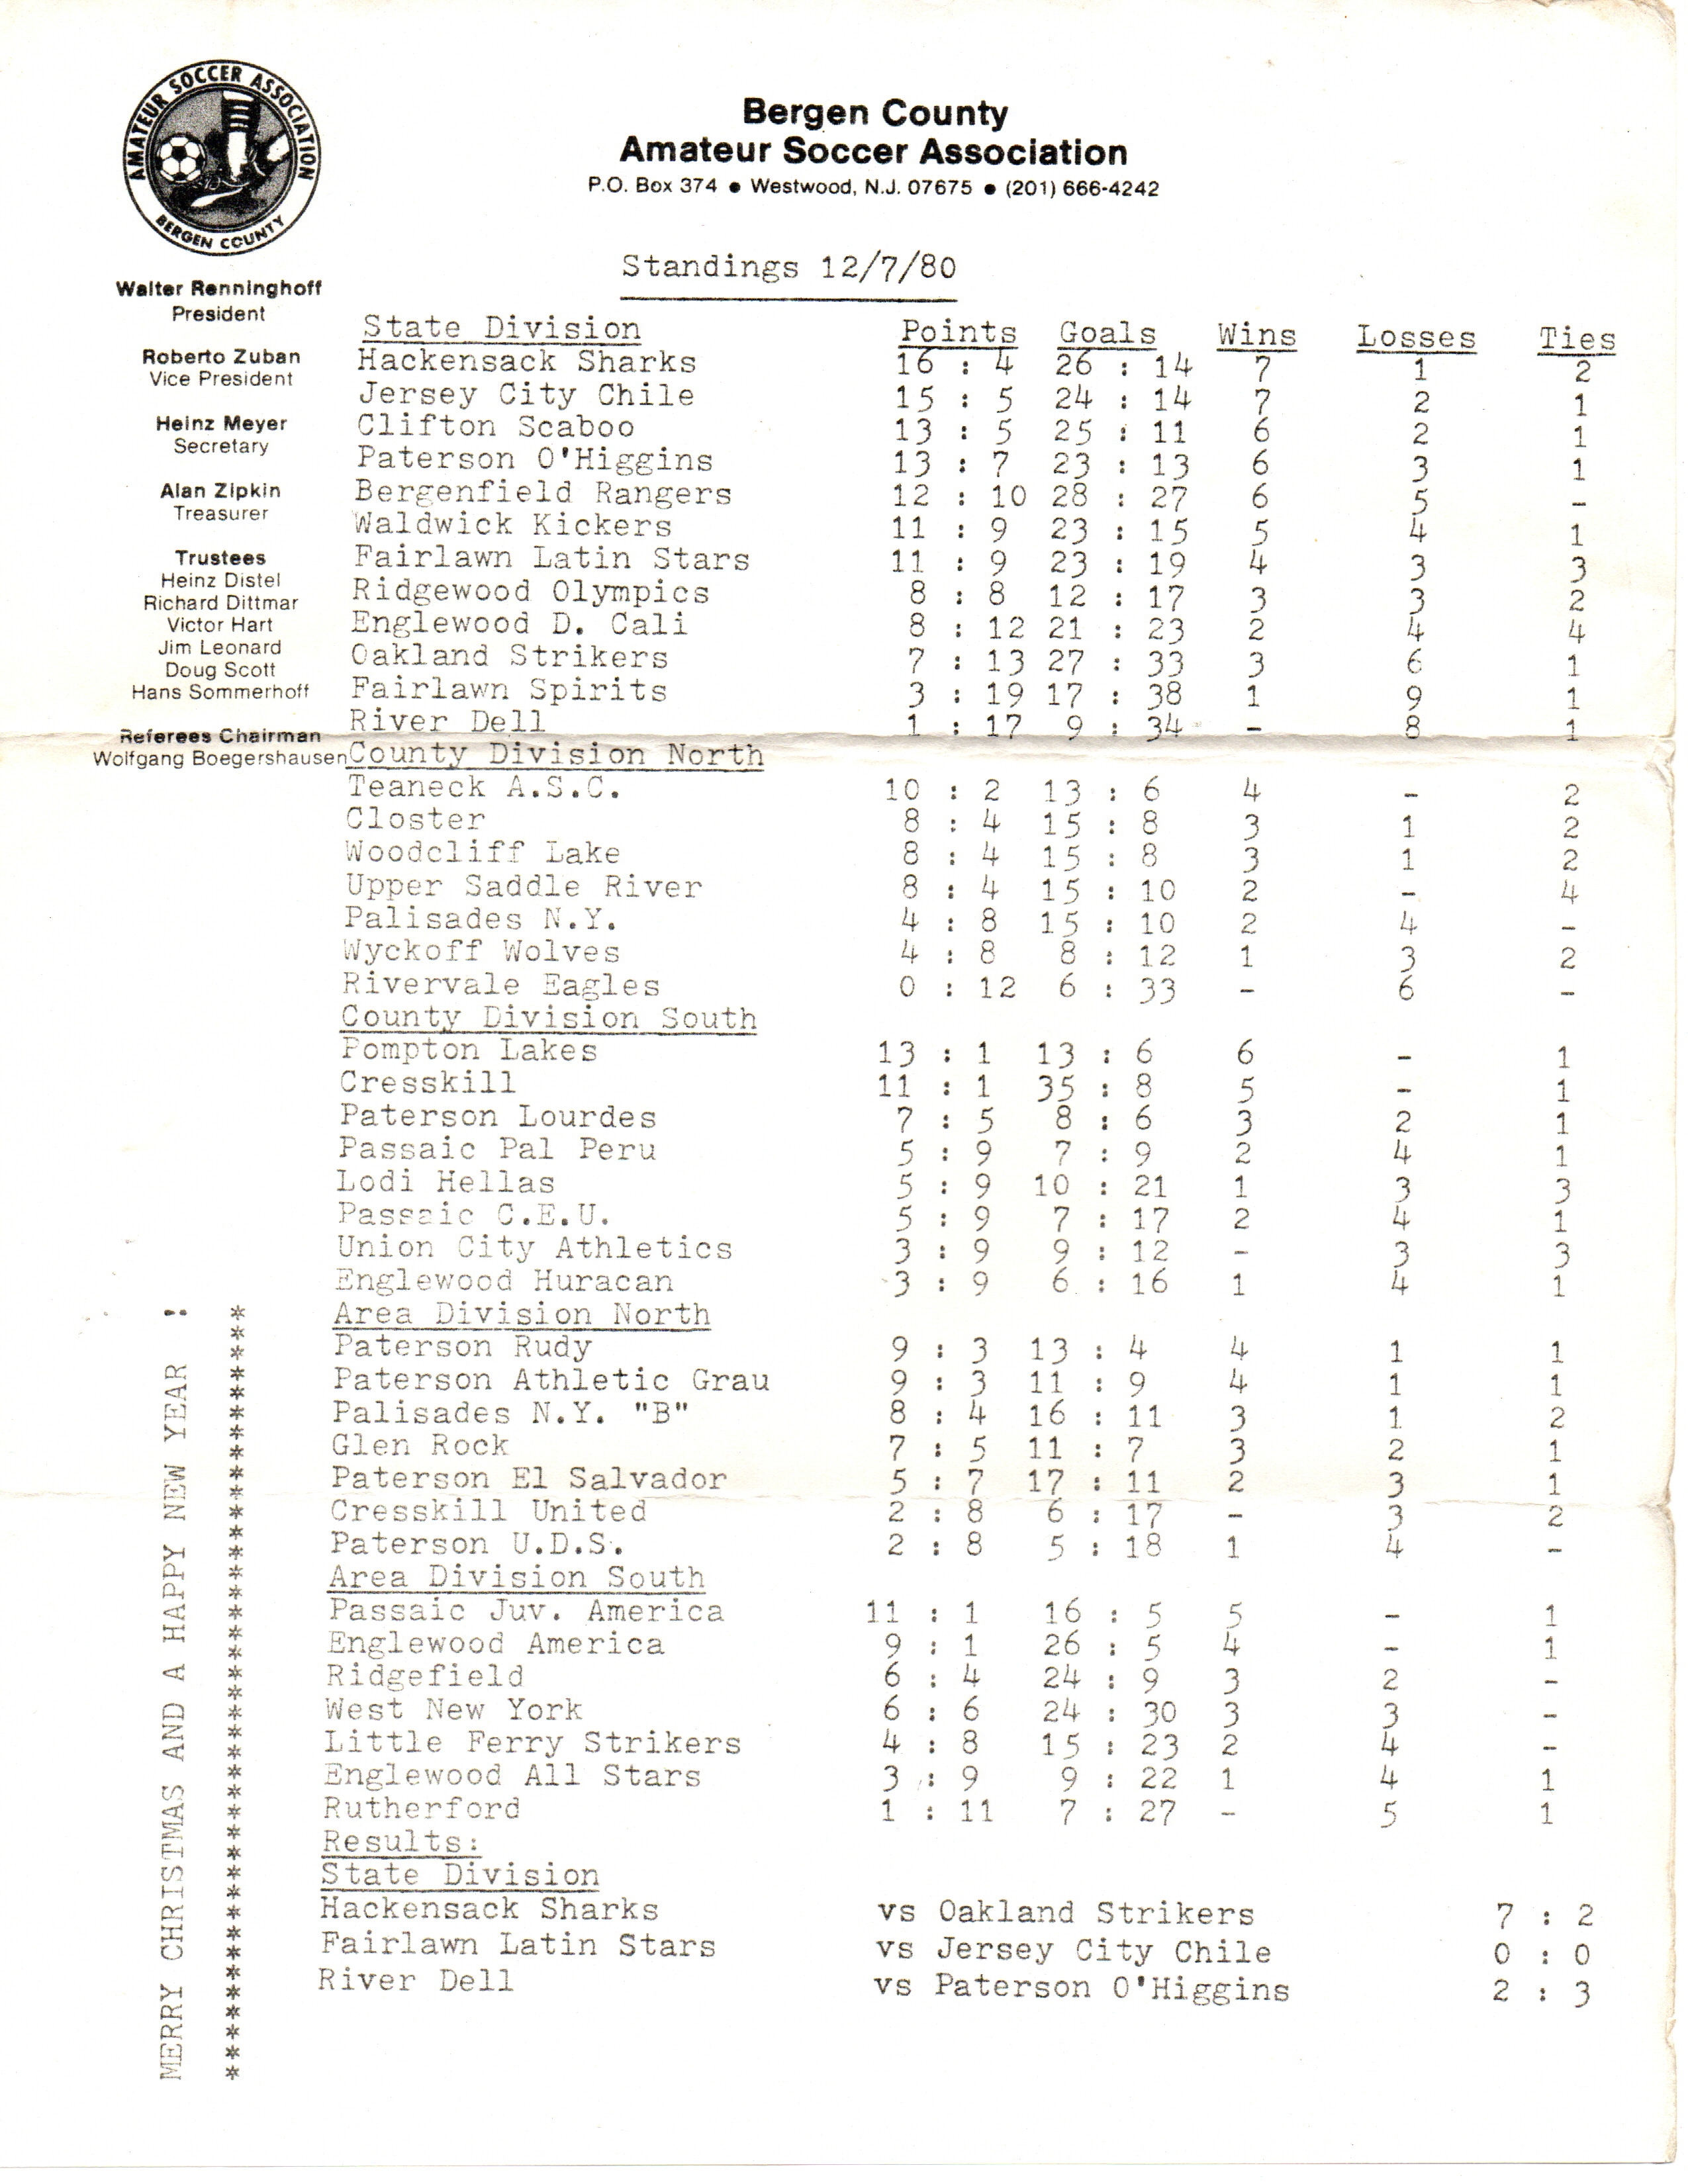 AMATEUR SOCCER ASSOCIATION
BERGEN COUNTY
Bergen County
Amateur Soccer Association
P.O. Box 374 ● Westwood, N.J. 07675 ● (201) 666-4242
Walter Renninghoff
President
Roberto Zuban
Vice President
Heinz Meyer
Secretary
Alan Zipkin
Treasurer
Trustees
Heinz Distel
Richard Dittmar
Victor Hart
Jim Leonard
Doug Scott
Hans Sommerhoff
Referees Chairman
Wolfgang Boegershausen
Standings 12/7/80
State Division Points Goals Wins Losses Ties
Hackensack Sharks 16 : 4 26 : 14 7 1 2
Jersey City Chile 15 : 5 24 : 14 7 2 1
Clifton Scaboo 13 : 5 25 : 11 6 2 1
Paterson O'Higgins 13 : 7 23 : 13 6 3 1
Bergenfield Rangers 12 : 10 28 : 27 6 5 -
Waldwick Kickers 11 : 9 23 : 15 5 4 1
Fairlawn Latin Stars 11 : 9 23 : 19 4 3 3
Ridgewood Olympics 8 : 8 12 : 17 3 3 2
Englewood D. Cali 8 : 12 21 : 23 2 4 4
Oakland Strikers 7 : 13 27 : 33 3 6 1
Fairlawn Spirits 3 : 19 17 : 38 1 9 1
River Dell 1 : 17 9 : 34 - 8 1
County Division North
Teaneck A.S.C. 10 : 2 13 : 6 4 - 2
Closter 8 : 4 15 : 8 3 1 2
Woodcliff Lake 8 : 4 15 : 8 3 1 2
Upper Saddle River 8 : 4 15 : 10 2 - 4
Palisades N.Y. 4 : 8 15 : 10 2 4 -
Wyckoff Wolves 4 : 8 8 : 12 1 3 2
Rivervale Eagles 0 : 12 6 : 33 - 6 -
County Division South
Pompton Lakes 13 : 1 13 : 6 6 - 1
Cresskill 11 : 1 35 : 8 5 - 1
Paterson Lourdes 7 : 5 8 : 6 3 2 1
Passaic Pal Peru 5 : 9 7 : 9 2 4 1
Lodi Hellas 5 : 9 10 : 21 1 3 3
Passaic C.E.U. 5 : 9 7 : 17 2 4 1
Union City Athletics 3 : 9 9 : 12 - 3 3
Englewood Huracan 3 : 9 6 : 16 1 4 1
Area Division North
Paterson Rudy 9 : 3 13 : 4 4 1 1
Paterson Athletic Grau 9 : 3 11 : 9 4 1 1
Palisades N.Y. "B" 8 : 4 16 : 11 3 1 2
Glen Rock 7 : 5 11 : 7 3 2 1
Paterson El Salvador 5 : 7 17 : 11 2 3 1
Cresskill United 2 : 8 6 : 17 - 3 2
Paterson U.D.S. 2 : 8 5 : 18 1 4 -
Area Division South
Passaic Juv. America 11 : 1 16 : 5 5 - 1
Englewood America 9 : 1 26 : 5 4 - 1
Ridgefield 6 : 4 24 : 9 3 2 -
West New York 6 : 6 24 : 30 3 3 -
Little Ferry Strikers 4 : 8 15 : 23 2 4 -
Englewood All Stars 3 : 9 9 : 22 1 4 1
Rutherford 1 : 11 7 : 27 - 5 1
Results:
State Division
Hackensack Sharks vs Oakland Strikers 7 : 2
Fairlawn Latin Stars vs Jersey City Chile 0 : 0
River Dell vs Paterson O'Higgins 2 : 3
MERRY CHRISTMAS AND A HAPPY NEW YEAR !
***************************************